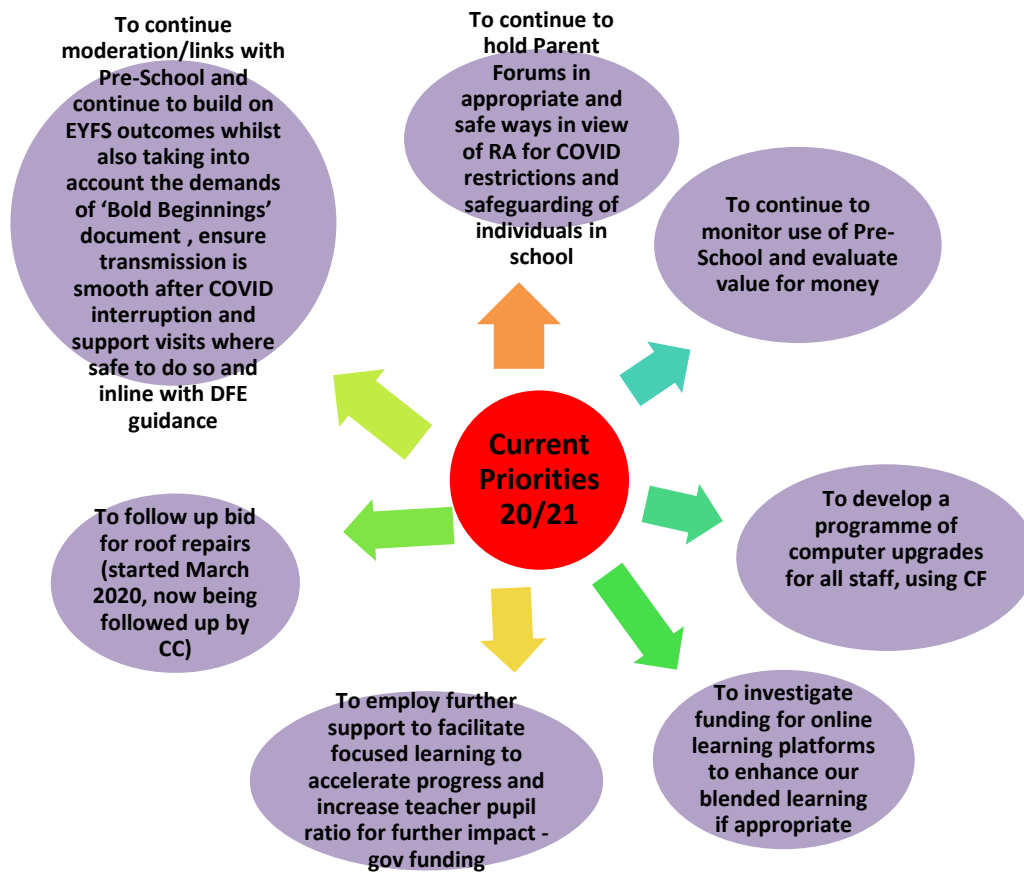 To continue
moderation/links with
Pre-School and
continue to build on
EYFS outcomes whilst
also taking into
account the demands
of ‘Bold Beginnings’
document , ensure
transmission is
smooth after COVID
interruption and
support visits where
safe to do so and
inline with DFE
guidance
To continue to
hold Parent
Forums in
appropriate and
safe ways in view
of RA for COVID
restrictions and
safeguarding of
individuals in
school
To continue to
monitor use of Pre-
School and evaluate
value for money
Current
Priorities
20/21
To develop a
programme of
computer upgrades
for all staff, using CF
To follow up bid
for roof repairs
(started March
2020, now being
followed up by
CC)
To employ further
support to facilitate
focused learning to
accelerate progress and
increase teacher pupil
ratio for further impact -
gov funding
To investigate
funding for online
learning platforms
to enhance our
blended learning
if appropriate